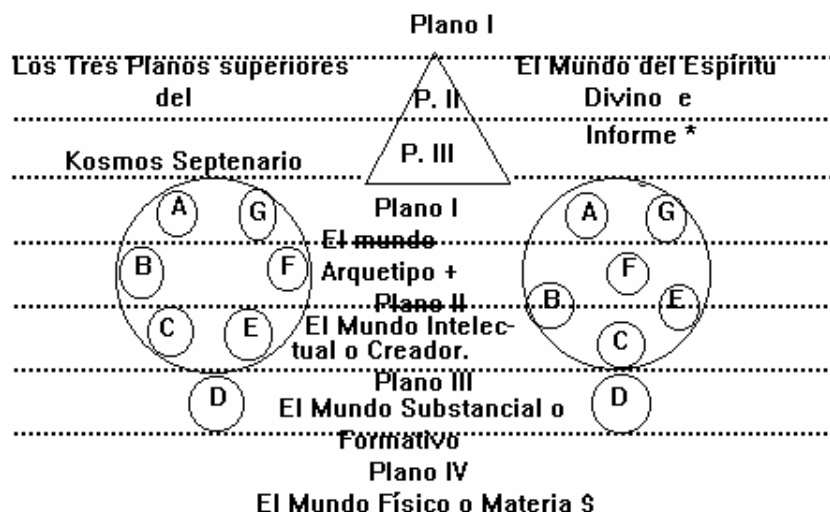 Plano I
Los Tres Planos superiores
del
P. II
El Mundo del Espíritu
Divino e
Informe *
P. III
Kosmos Septenario
A
G
B
F
C
E
D
Plano I
El mundo
Arquetipo +
Plano II
El Mundo Intelec-
tual o Creador.
Plano III
El Mundo Substancial o
Formativo
Plano IV
El Mundo Físico o Materia $
A
G
F
B
E
C
D